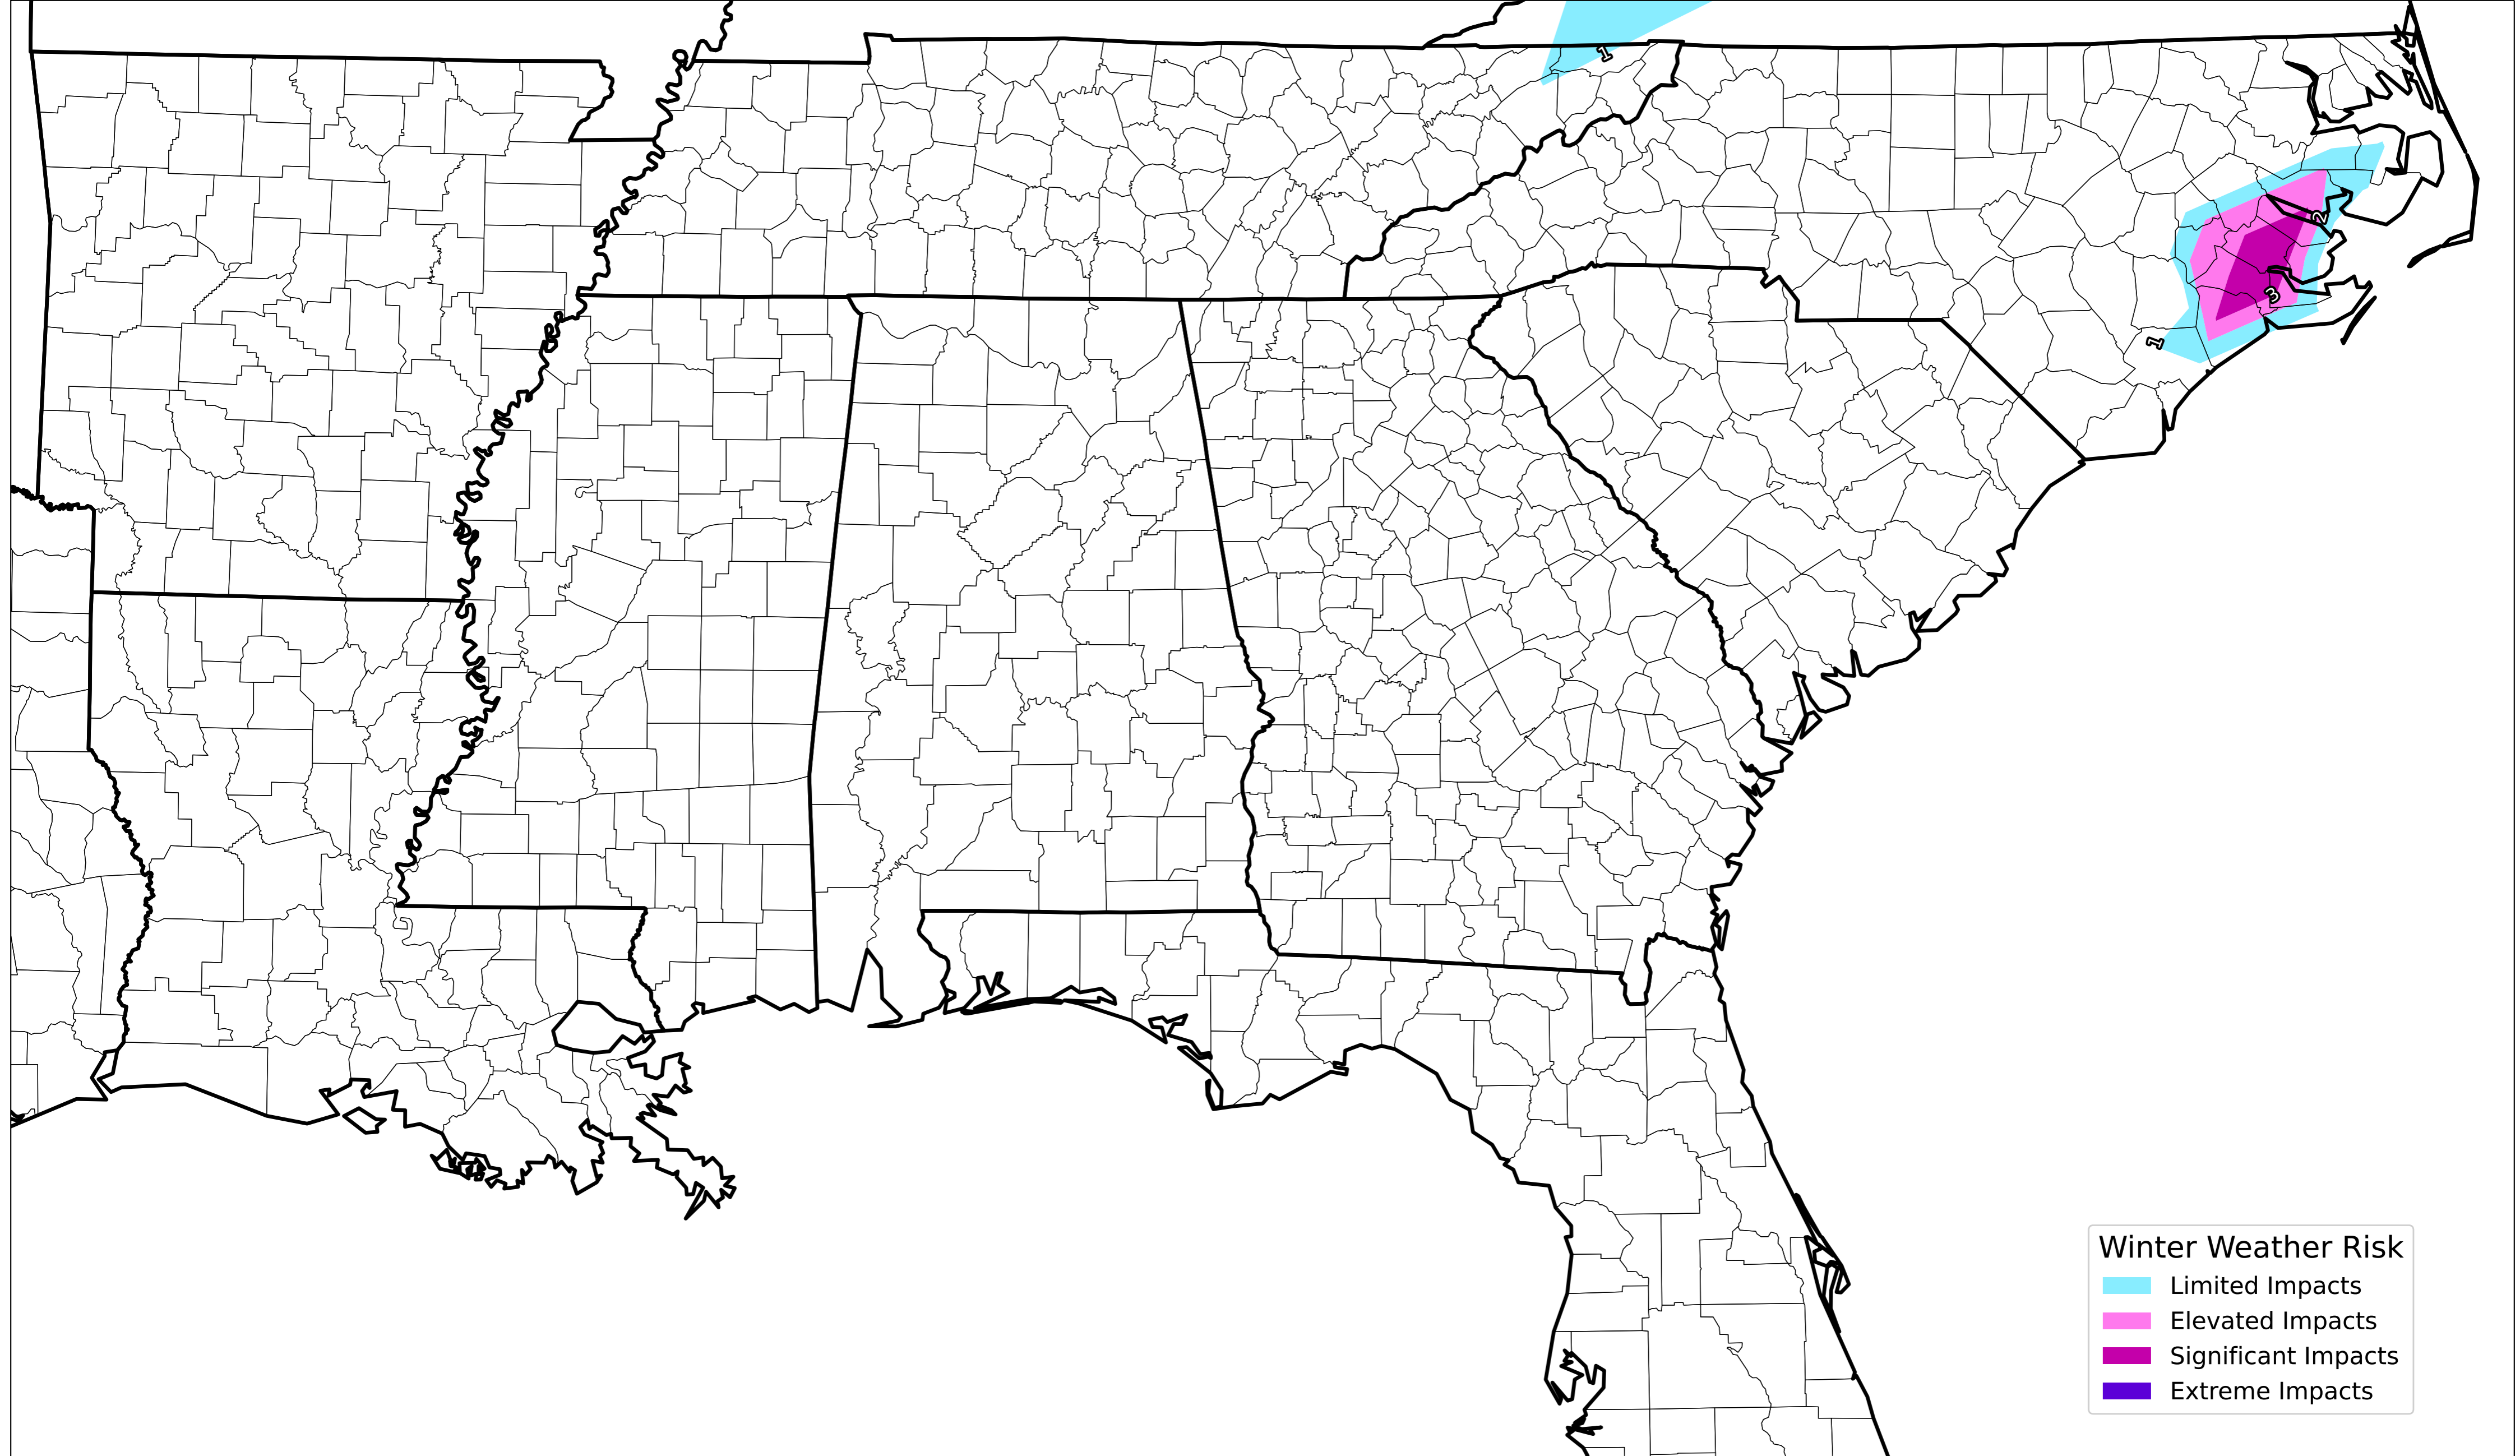 1
2
3
1
Winter Weather Risk
Limited Impacts
Elevated Impacts
Significant Impacts
Extreme Impacts